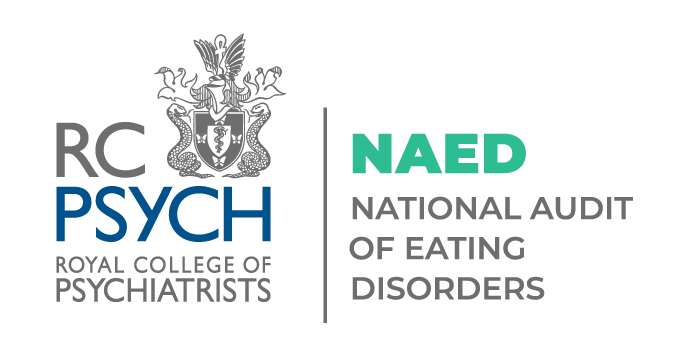 RC
PSYCH
ROYAL COLLEGE OF
PSYCHIATRISTS
NAED
NATIONAL AUDIT
OF EATING
DISORDERS